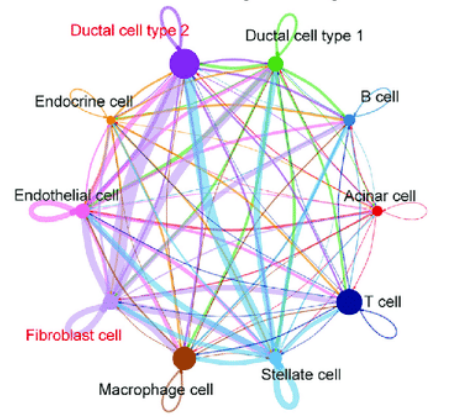 Ductal cell type 2
Ductal cell type 1
Endocrine cell
B cell
Endothelial cell
Acinar cell
T cell
Fibroblast cell
Stellate cell
Macrophage cell